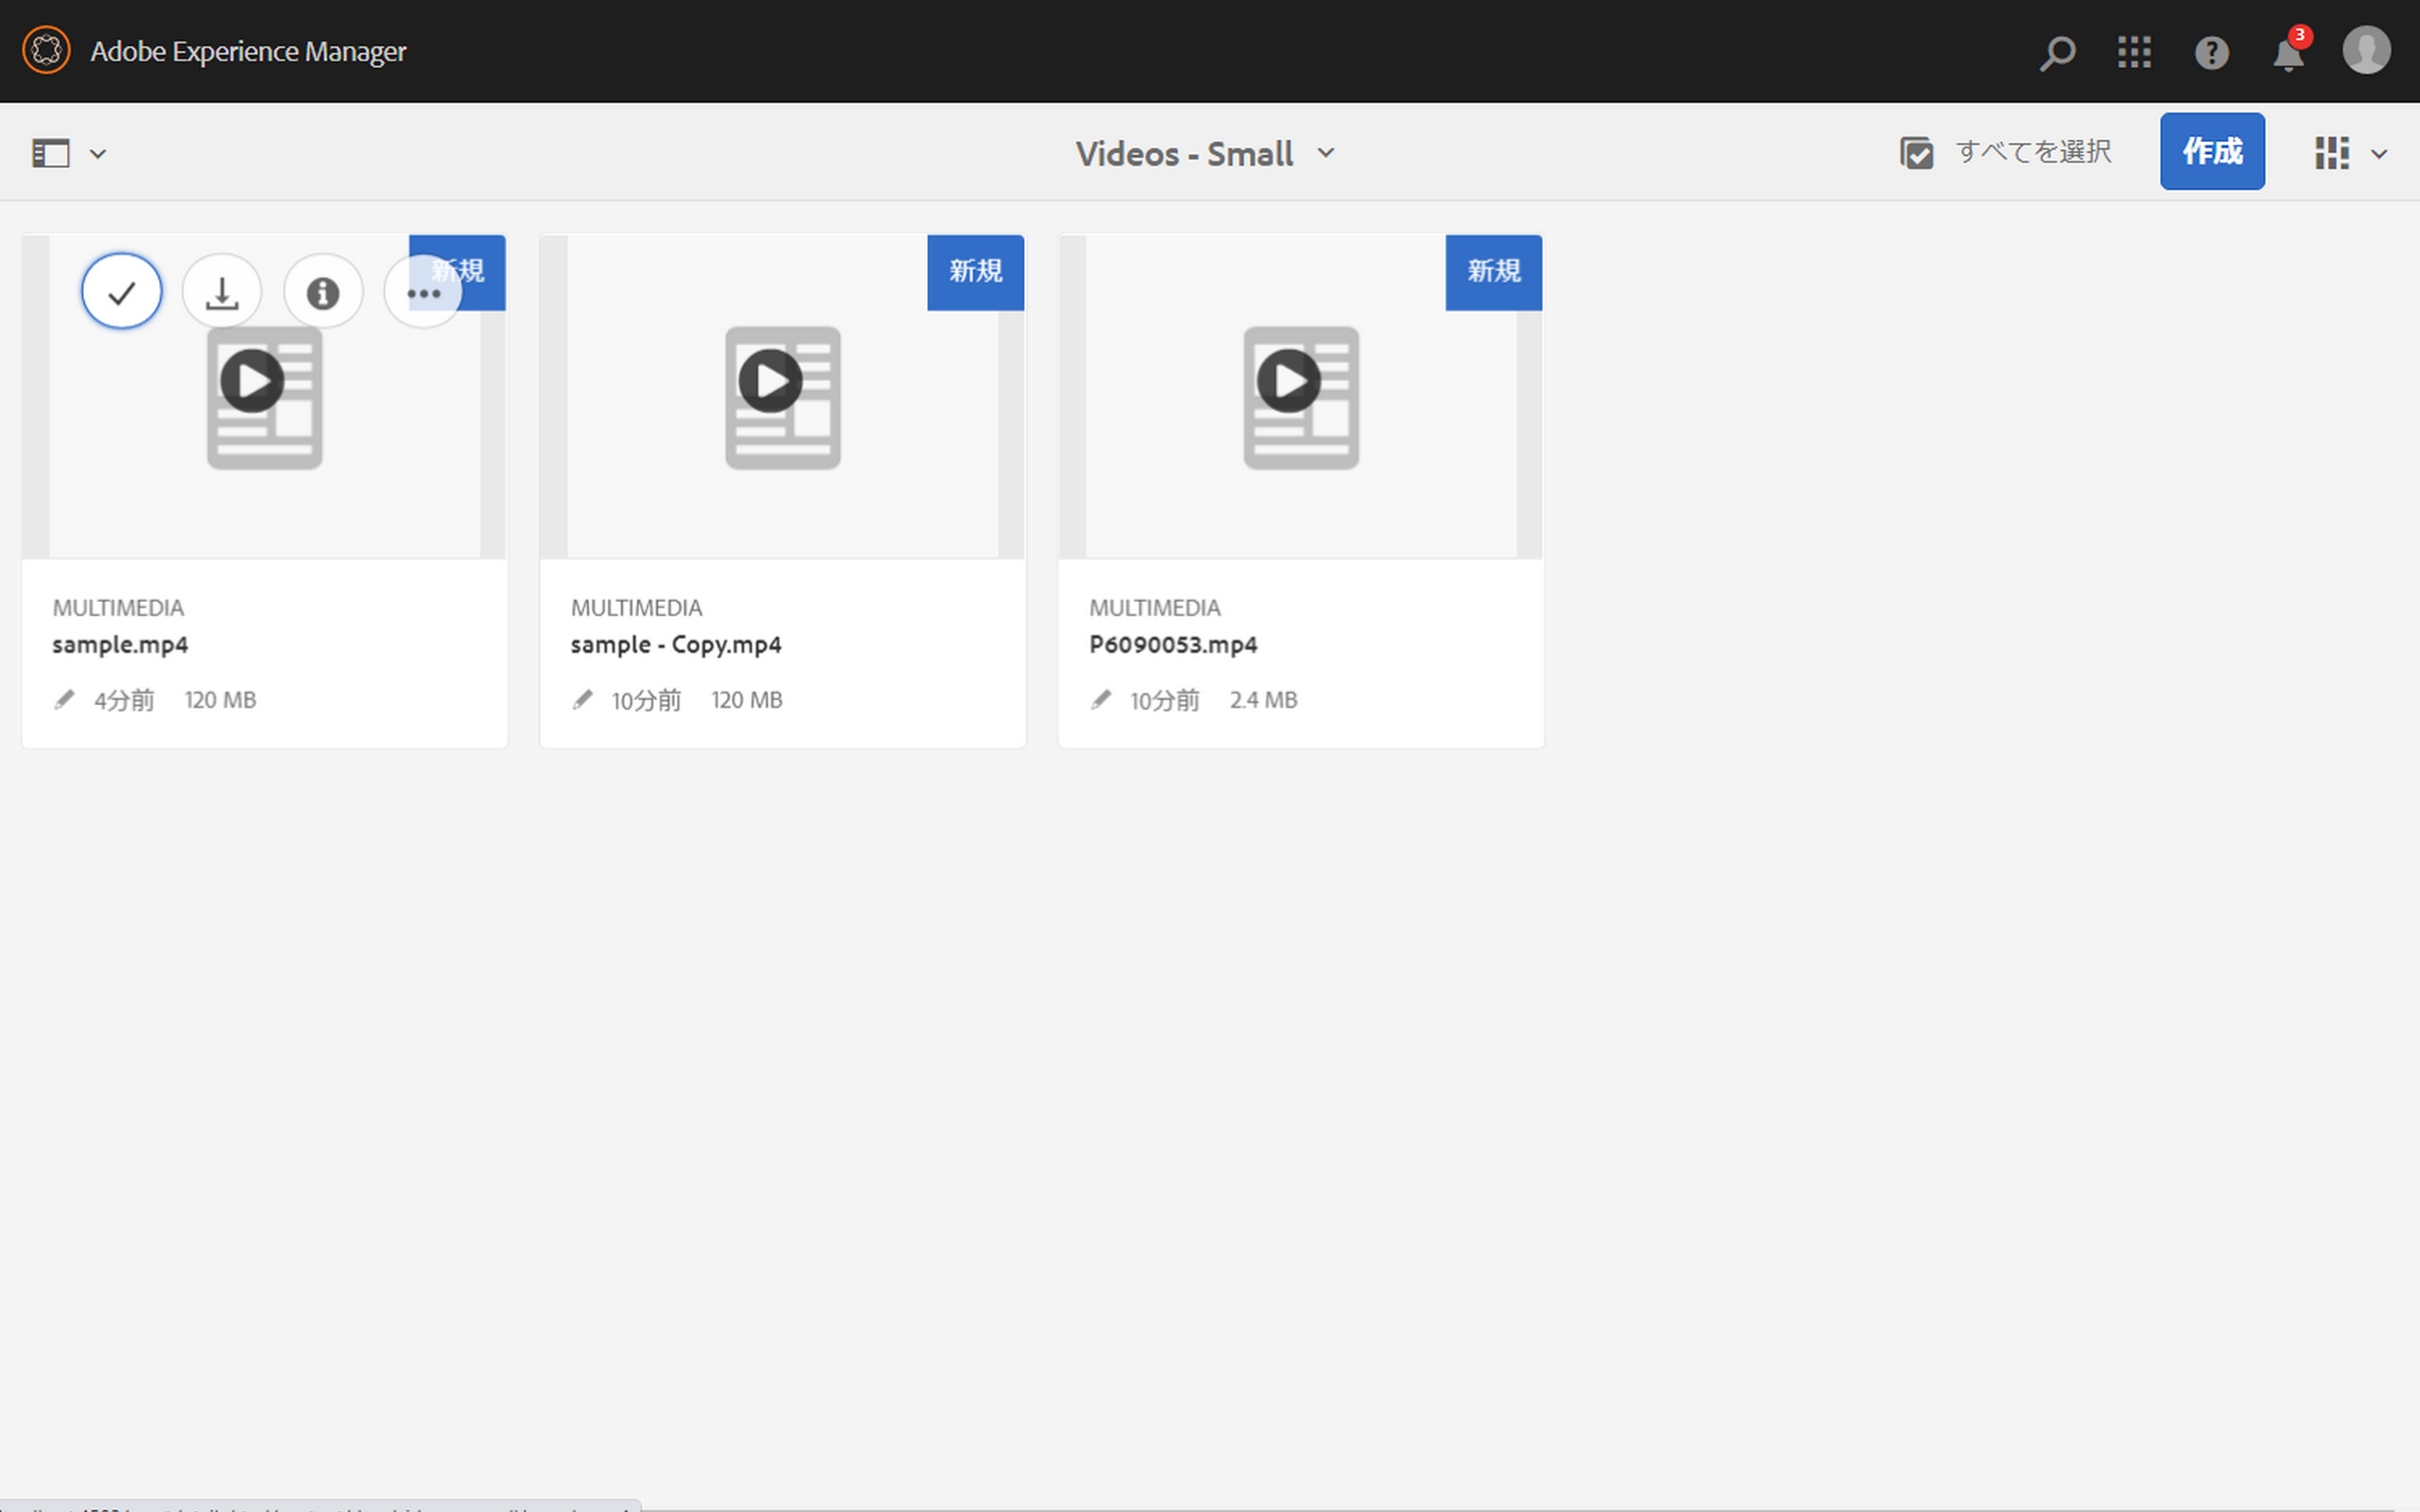 Adobe Experience Manager
3
Videos - Small
すべてを選択
作成
新規
新規
新規
MULTIMEDIA
sample.mp4
4分前 120 MB
MULTIMEDIA
sample - Copy.mp4
10分前 120 MB
MULTIMEDIA
P6090053.mp4
10分前 2.4 MB